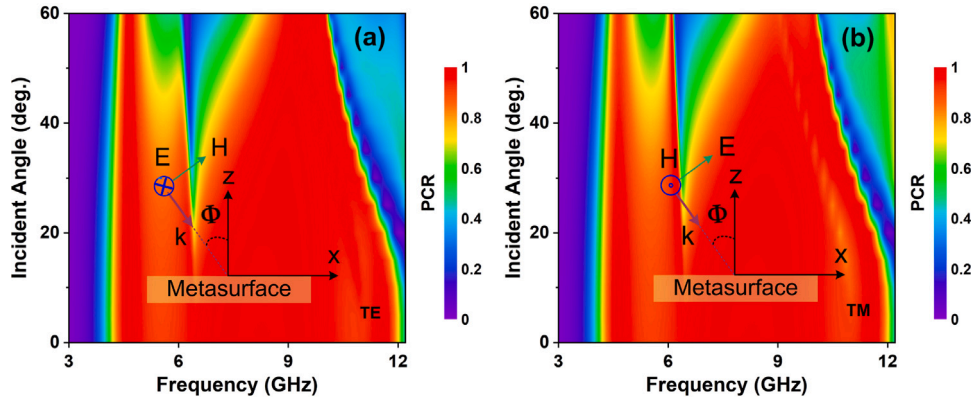 (a)
Incident Angle (deg.)
60
40
20
0
E
H
z
Φ
k
x
Metasurface
TE
3
6
9
12
Frequency (GHz)
1
0.8
0.6
0.4
0.2
0
PCR
(b)
Incident Angle (deg.)
60
40
20
0
H
E
z
Φ
k
x
Metasurface
TM
3
6
9
12
Frequency (GHz)
1
0.8
0.6
0.4
0.2
0
PCR